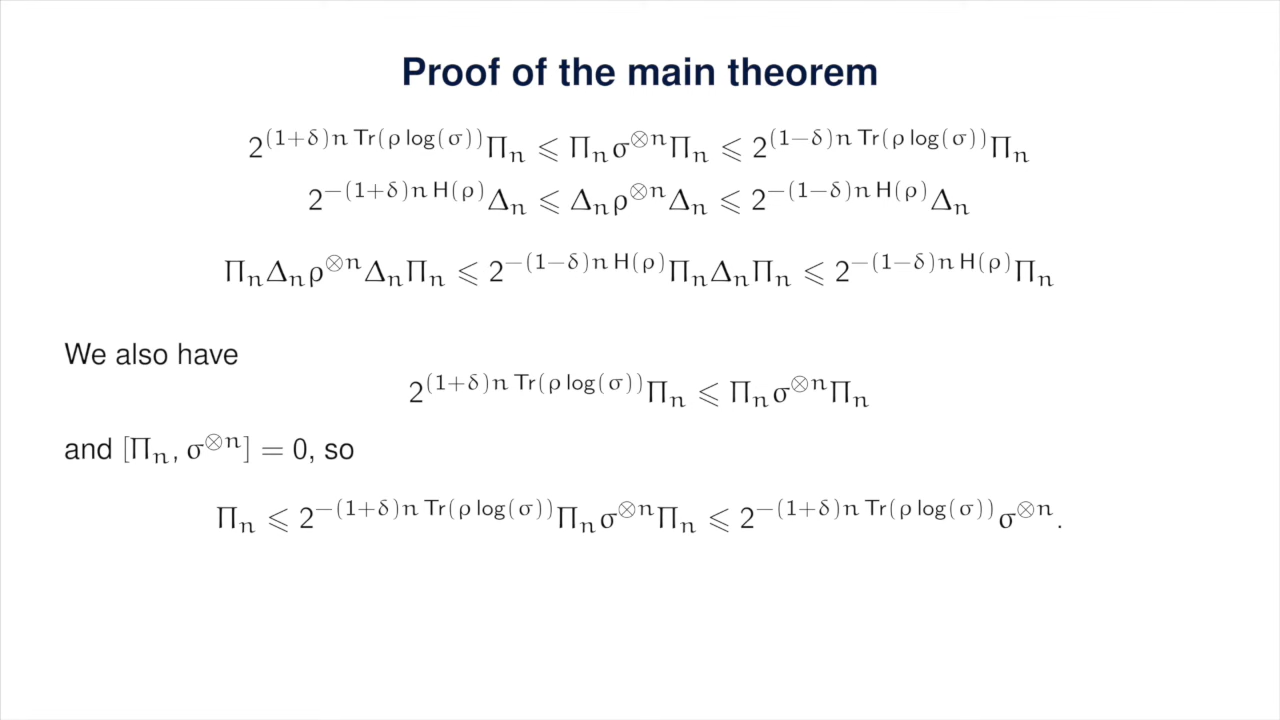 Proof of the main theorem
2^{(1+δ)n Tr(ρ log(σ))}Π_n ⩽ Π_nσ^{⊗n}Π_n ⩽ 2^{(1−δ)n Tr(ρ log(σ))}Π_n
2^{−(1+δ)n H(ρ)}Δ_n ⩽ Δ_nρ^{⊗n}Δ_n ⩽ 2^{−(1−δ)n H(ρ)}Δ_n
Π_nΔ_nρ^{⊗n}Δ_nΠ_n ⩽ 2^{−(1−δ)n H(ρ)}Π_nΔ_nΠ_n ⩽ 2^{−(1−δ)n H(ρ)}Π_n
We also have
2^{(1+δ)n Tr(ρ log(σ))}Π_n ⩽ Π_nσ^{⊗n}Π_n
and [Π_n, σ^{⊗n}] = 0, so
Π_n ⩽ 2^{−(1+δ)n Tr(ρ log(σ))}Π_nσ^{⊗n}Π_n ⩽ 2^{−(1+δ)n Tr(ρ log(σ))}σ^{⊗n}.